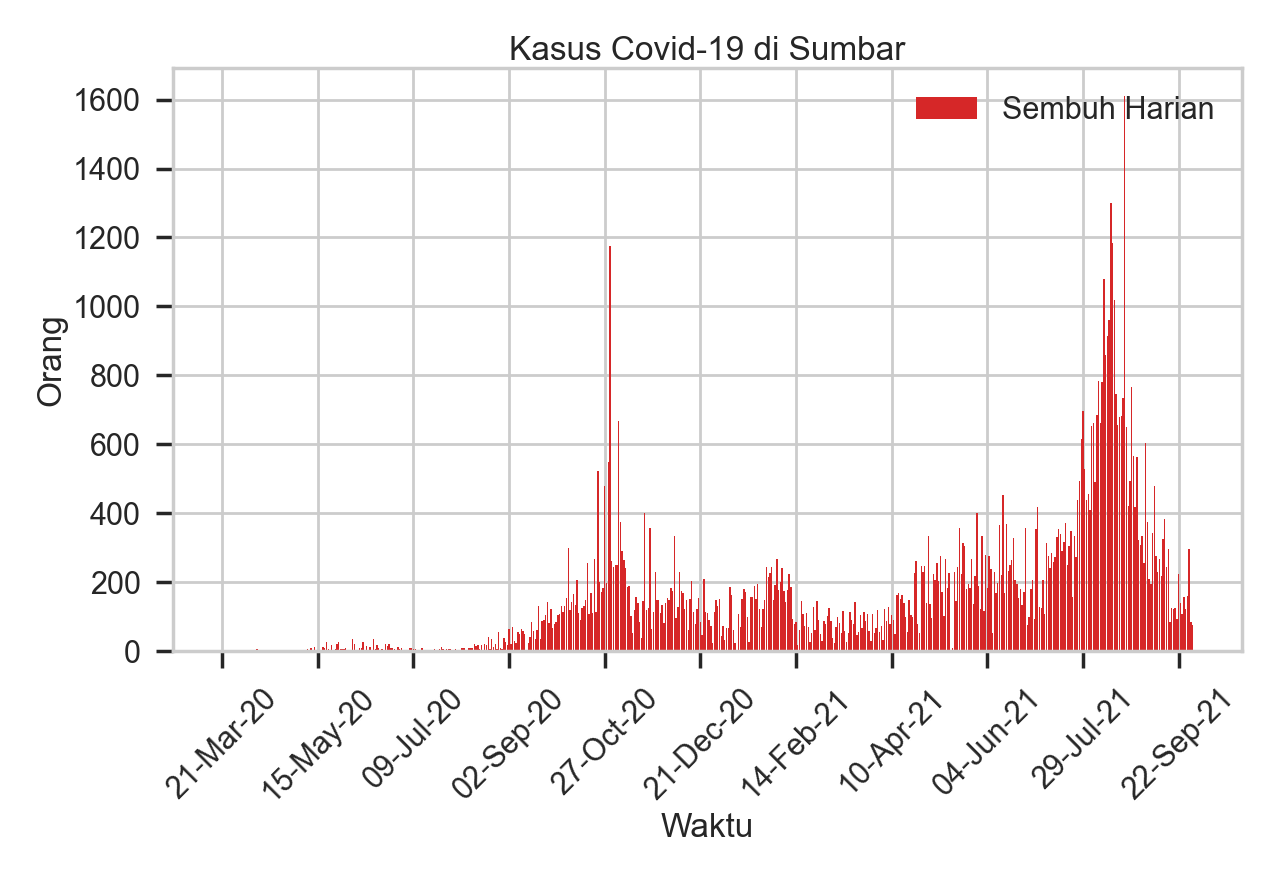 Kasus Covid-19 di Sumbar
Sembuh Harian
1600
1400
1200
1000
800
600
400
200
0
Orang
21-Mar-20
15-May-20
09-Jul-20
02-Sep-20
27-Oct-20
21-Dec-20
14-Feb-21
10-Apr-21
04-Jun-21
29-Jul-21
22-Sep-21
Waktu